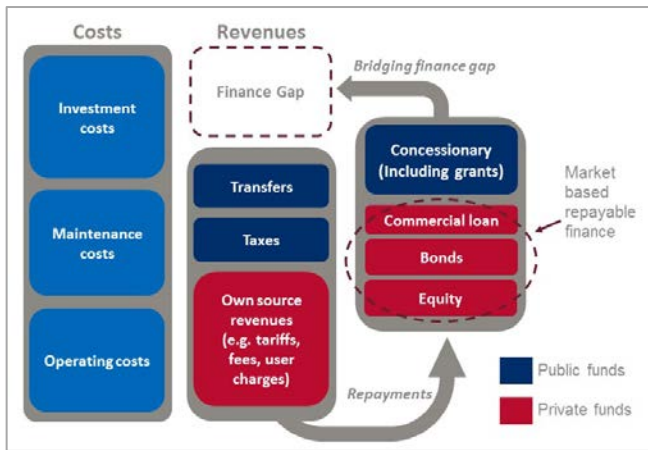 Costs
Revenues
Investment
costs
Maintenance
costs
Operating costs
Finance Gap
Transfers
Taxes
Own source
revenues
(e.g. tariffs,
fees, user
charges)
Bridging finance gap
Concessionary
(Including grants)
Commercial loan
Bonds
Equity
Market
based
repayable
finance
Repayments
Public funds
Private funds